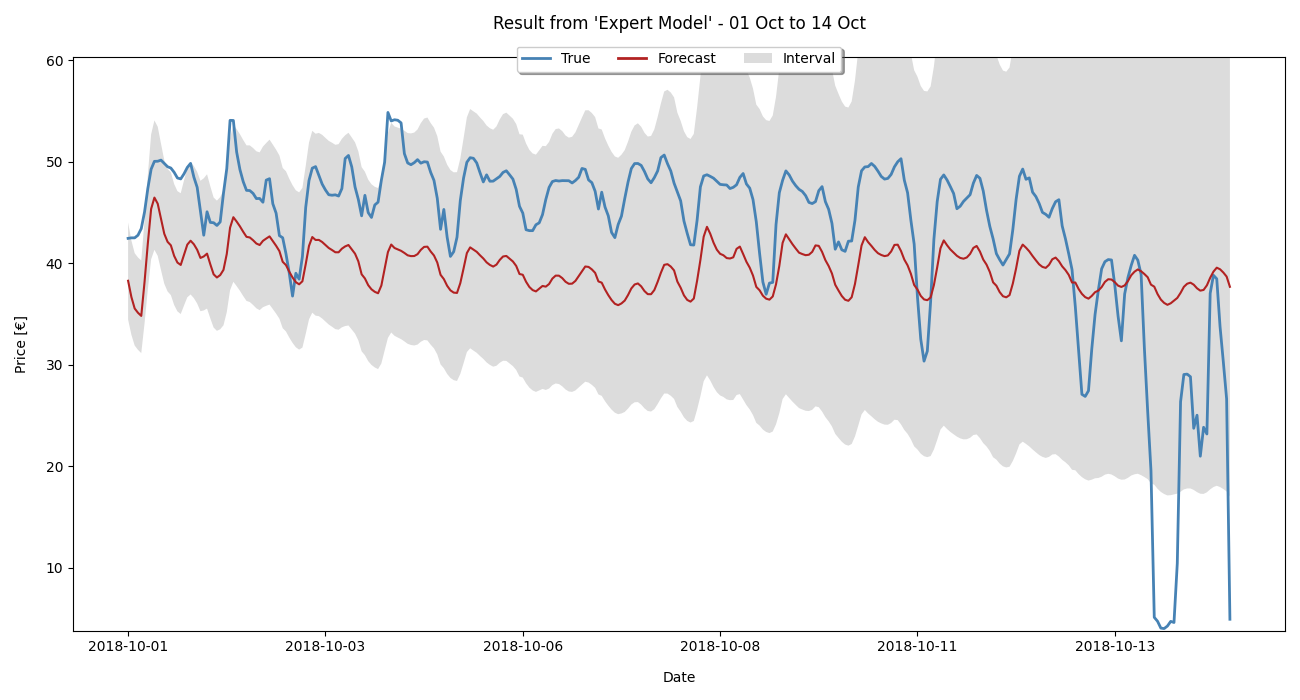 Result from 'Expert Model' - 01 Oct to 14 Oct
True Forecast Interval
60
50
40
30
20
10
Price [€]
2018-10-01 2018-10-03 2018-10-06 2018-10-08 2018-10-11 2018-10-13
Date